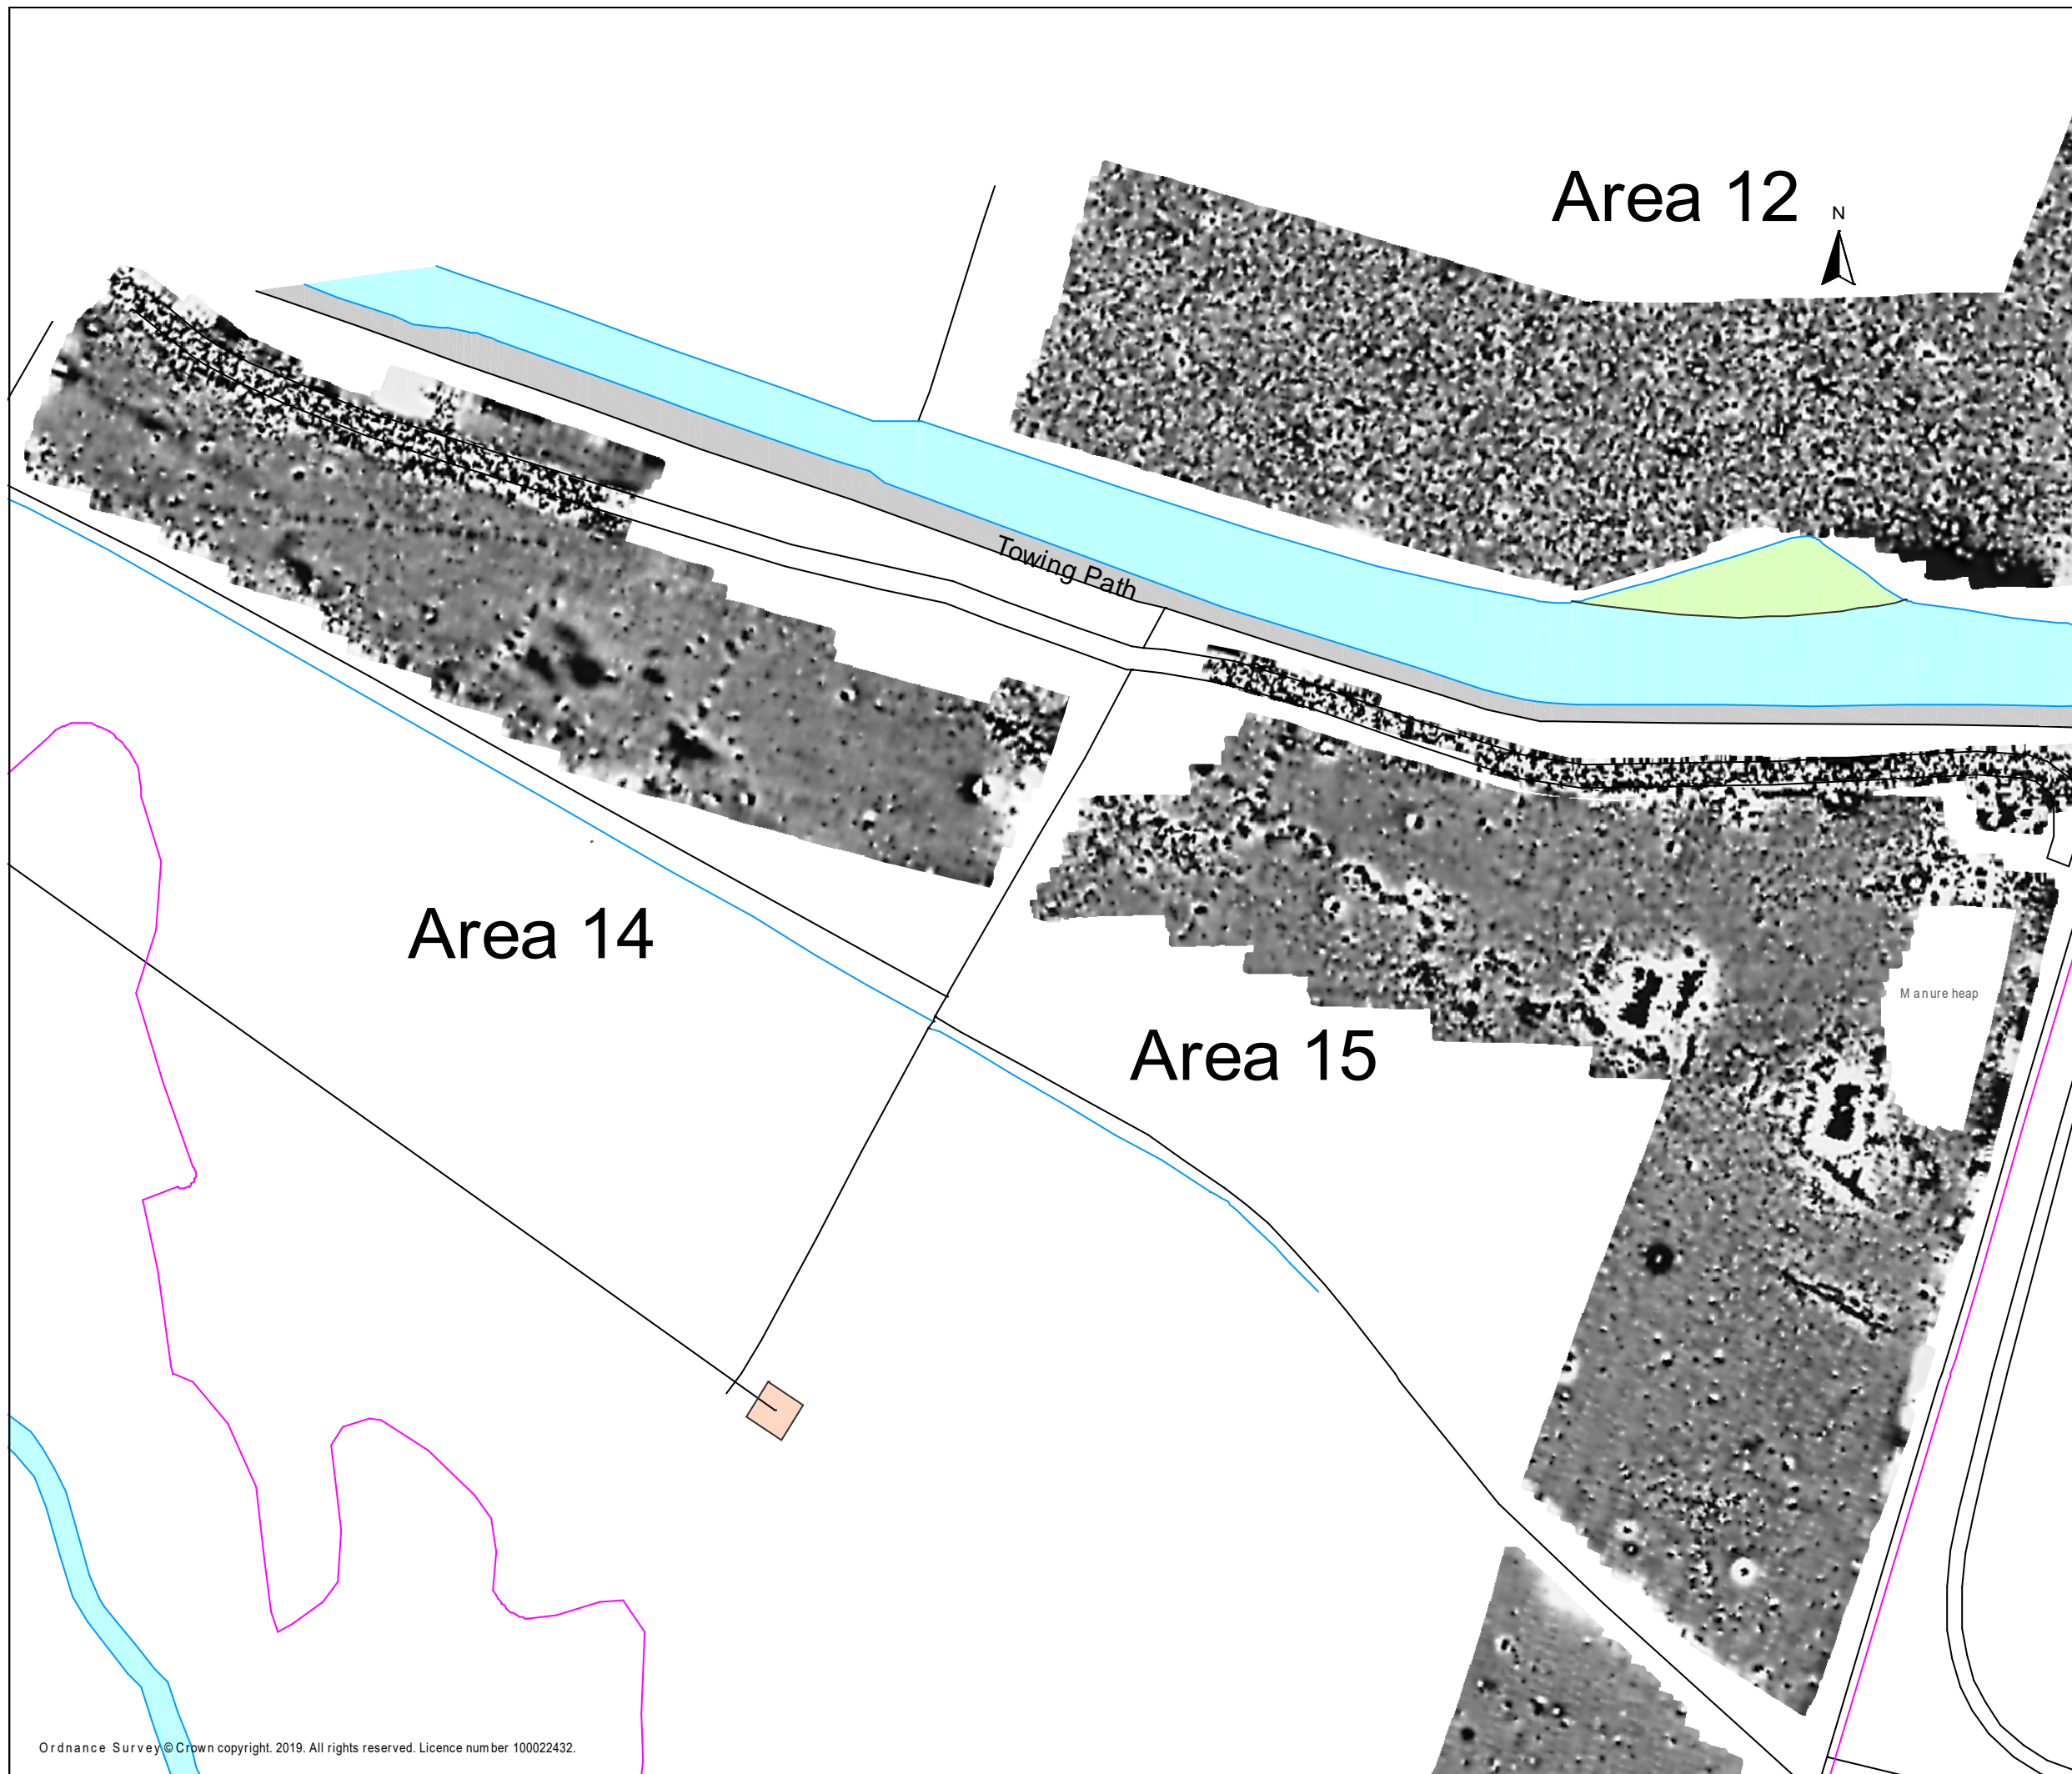 Area 12
N
Towing Path
Area 14
Manure heap
Area 15
Ordnance Survey © Crown copyright. 2019. All rights reserved. Licence number 100022432.